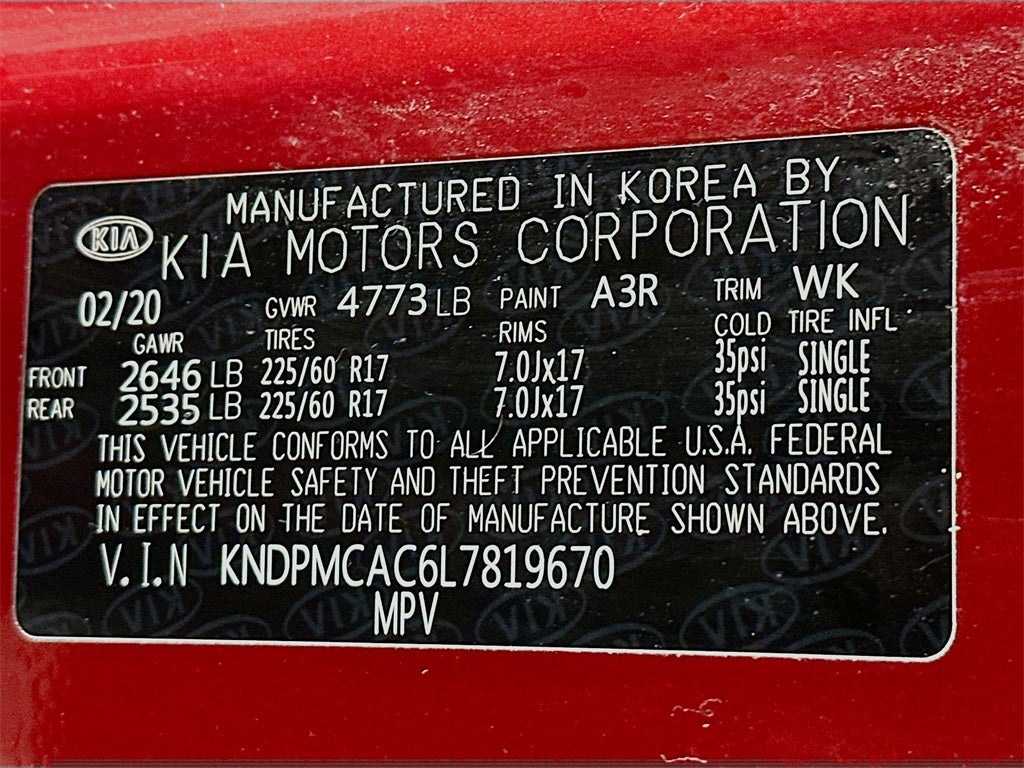 MANUFACTURED IN KOREA BY
KIA KIA MOTORS CORPORATION
02/20 GVWR 4773 LB PAINT A3R TRIM WK
GAWR TIRES RIMS COLD TIRE INFL
FRONT 2646 LB 225/60 R17 7.0Jx17 35psi SINGLE
REAR 2535 LB 225/60 R17 7.0Jx17 35psi SINGLE
THIS VEHICLE CONFORMS TO ALL APPLICABLE U.S.A. FEDERAL
MOTOR VEHICLE SAFETY AND THEFT PREVENTION STANDARDS
IN EFFECT ON THE DATE OF MANUFACTURE SHOWN ABOVE.
V.I.N KNDPMCAC6L7819670
MPV